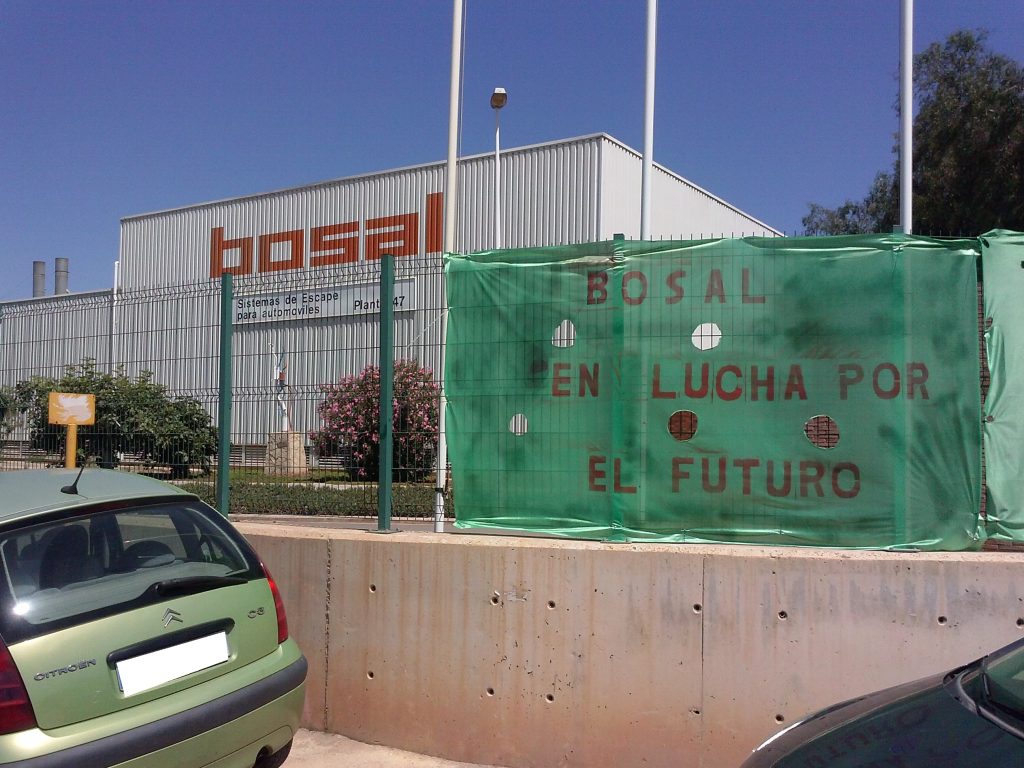 bosal
Sistemas de Escape
para automoviles
Planta 47
BOSAL
EN LUCHA POR
EL FUTURO
CITROËN
C3